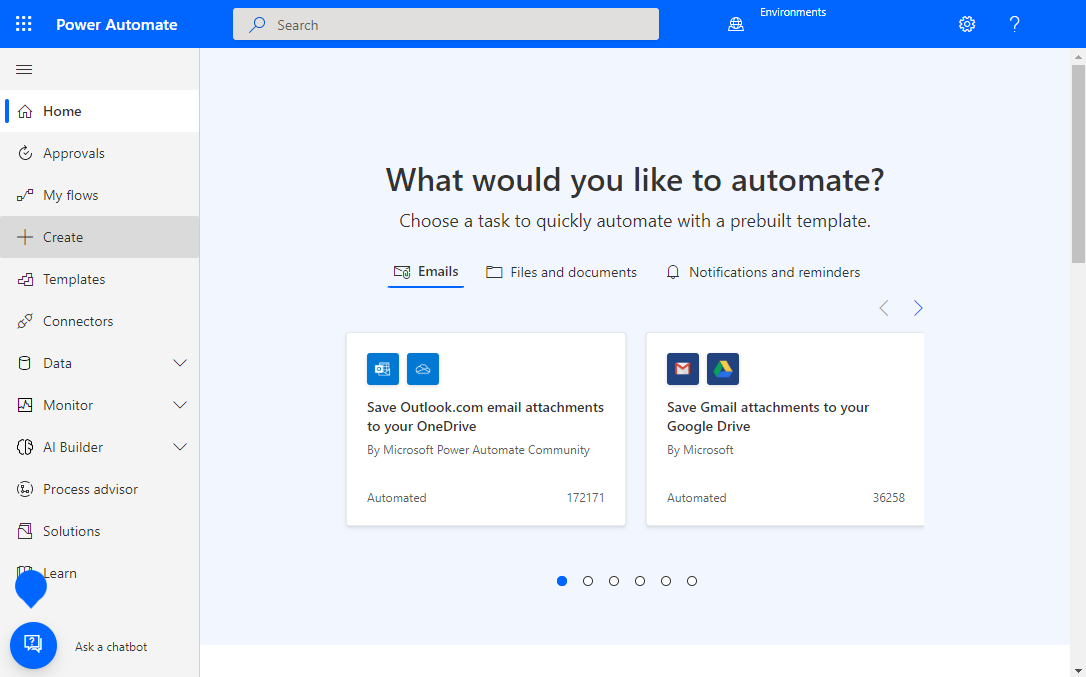 Power Automate
Search
Environments
Home
Approvals
My flows
Create
Templates
Connectors
Data
Monitor
AI Builder
Process advisor
Solutions
Learn
Ask a chatbot
What would you like to automate?
Choose a task to quickly automate with a prebuilt template.
Emails
Files and documents
Notifications and reminders
Save Outlook.com email attachments
to your OneDrive
By Microsoft Power Automate Community
Automated
172171
Save Gmail attachments to your
Google Drive
By Microsoft
Automated
36258